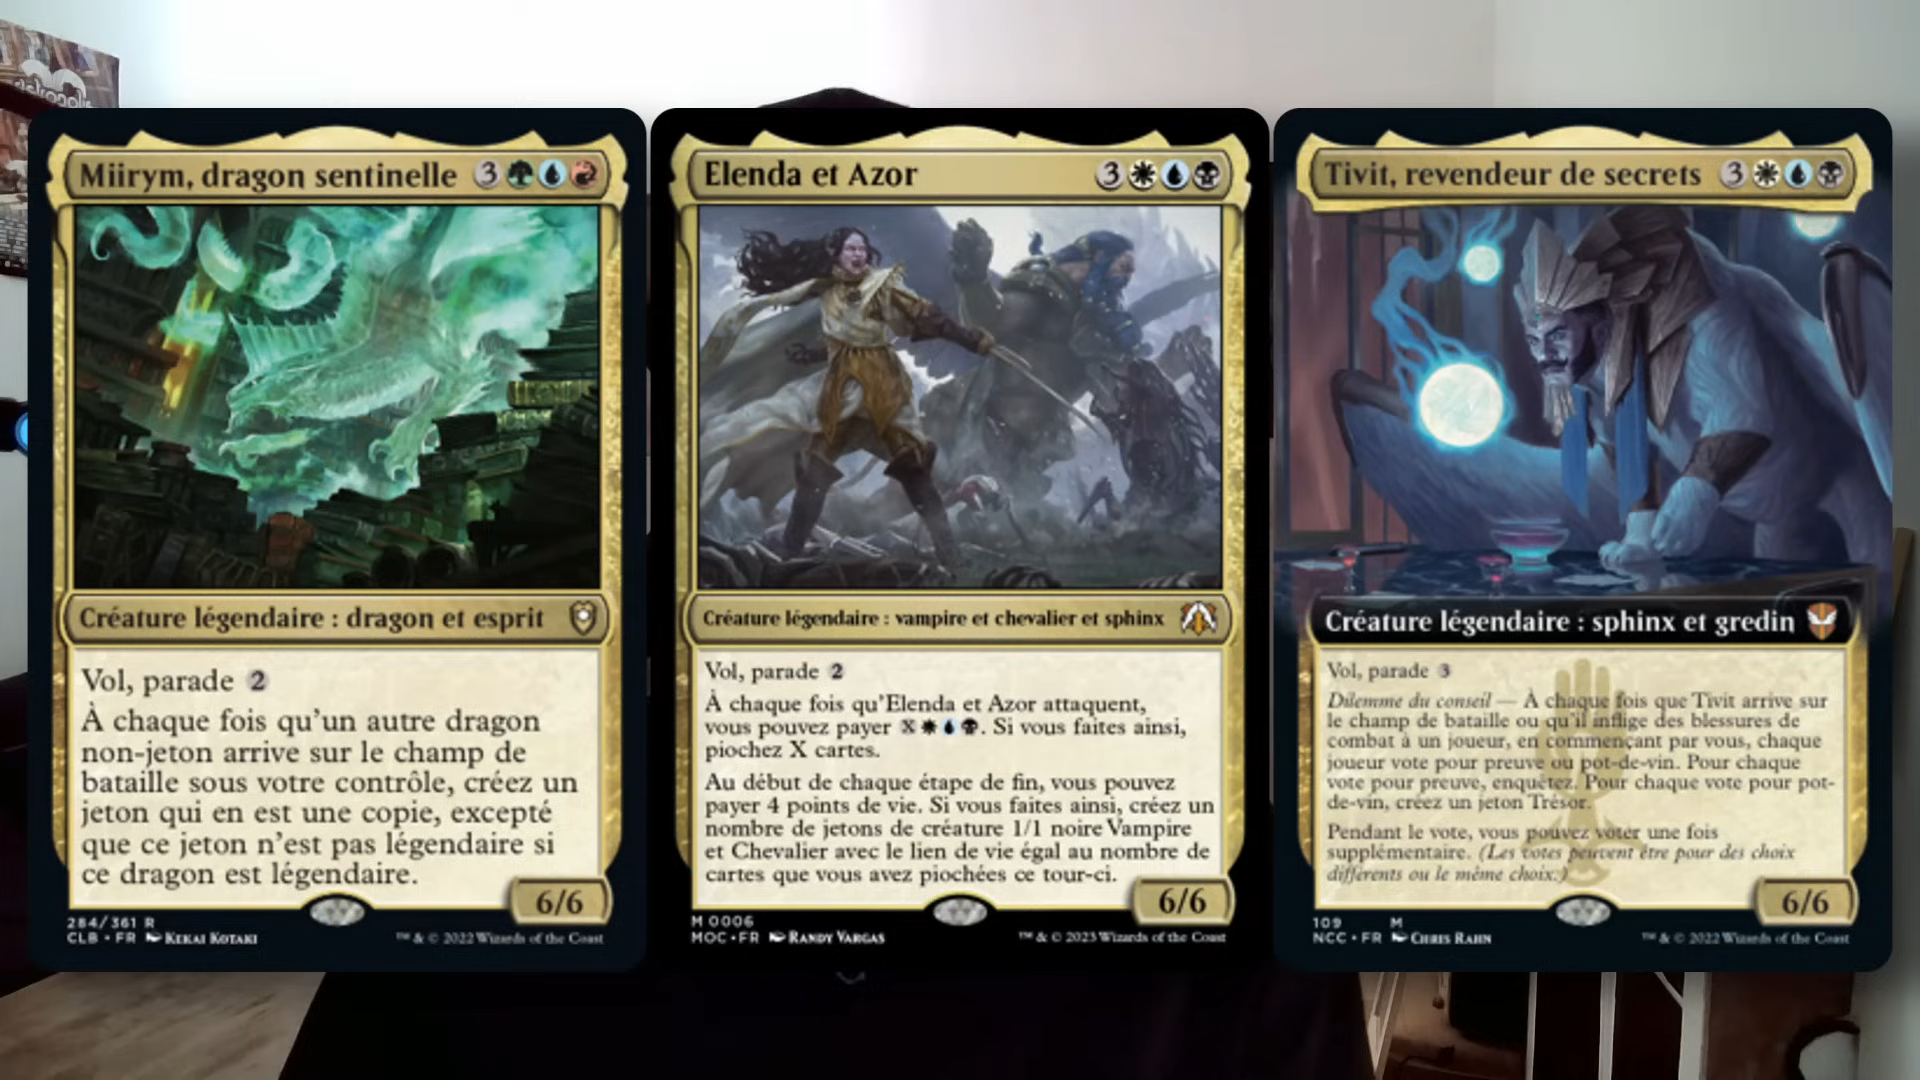 Miirym, dragon sentinelle 3
Créature légendaire : dragon et esprit
Vol, parade 2
À chaque fois qu'un autre dragon
non-jeton arrive sur le champ de
bataille sous votre contrôle, créez un
jeton qui en est une copie, excepté
que ce jeton n'est pas légendaire si
ce dragon est légendaire.
6/6
284/361 R
CLB • FR KEKAI KOTAKI
™ & © 2022 Wizards of the Coast
Elenda et Azor 3
Créature légendaire : vampire et chevalier et sphinx
Vol, parade 2
À chaque fois qu'Elenda et Azor attaquent,
vous pouvez payer X. Si vous faites ainsi,
piochez X cartes.
Au début de chaque étape de fin, vous pouvez
payer 4 points de vie. Si vous faites ainsi, créez un
nombre de jetons de créature 1/1 noire Vampire
et Chevalier avec le lien de vie égal au nombre de
cartes que vous avez piochées ce tour-ci.
6/6
M 0006
MOC • FR RANDY VARGAS
™ & © 2023 Wizards of the Coast
Tivit, revendeur de secrets 3
Créature légendaire : sphinx et gredin
Vol, parade 3
Dilemme du conseil — À chaque fois que Tivit arrive sur
le champ de bataille ou qu'il inflige des blessures de
combat à un joueur, en commençant par vous, chaque
joueur vote pour preuve ou pot-de-vin. Pour chaque
vote pour preuve, enquêtez. Pour chaque vote pour pot-
de-vin, créez un jeton Trésor.
Pendant le vote, vous pouvez voter une fois
supplémentaire. (Les votes peuvent être pour des choix
différents ou le même choix.)
6/6
109 M
NCC • FR CHRIS RAHN
™ & © 2022 Wizards of the Coast